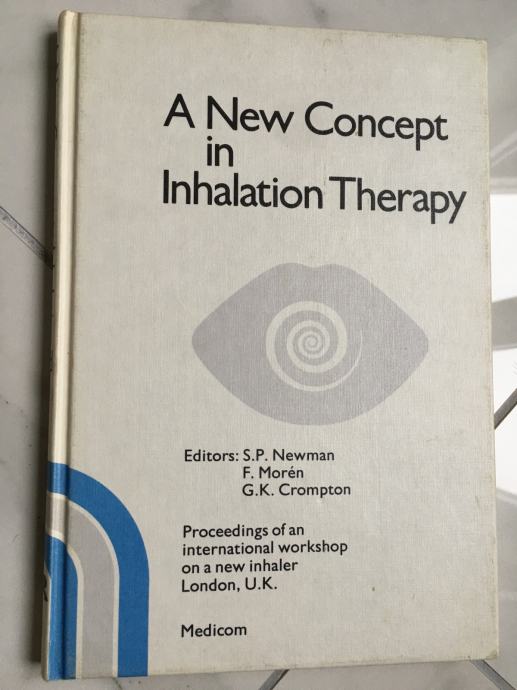 A New Concept
in
Inhalation Therapy
Editors: S.P. Newman
F. Morén
G.K. Crompton
Proceedings of an
international workshop
on a new inhaler
London, U.K.
Medicom